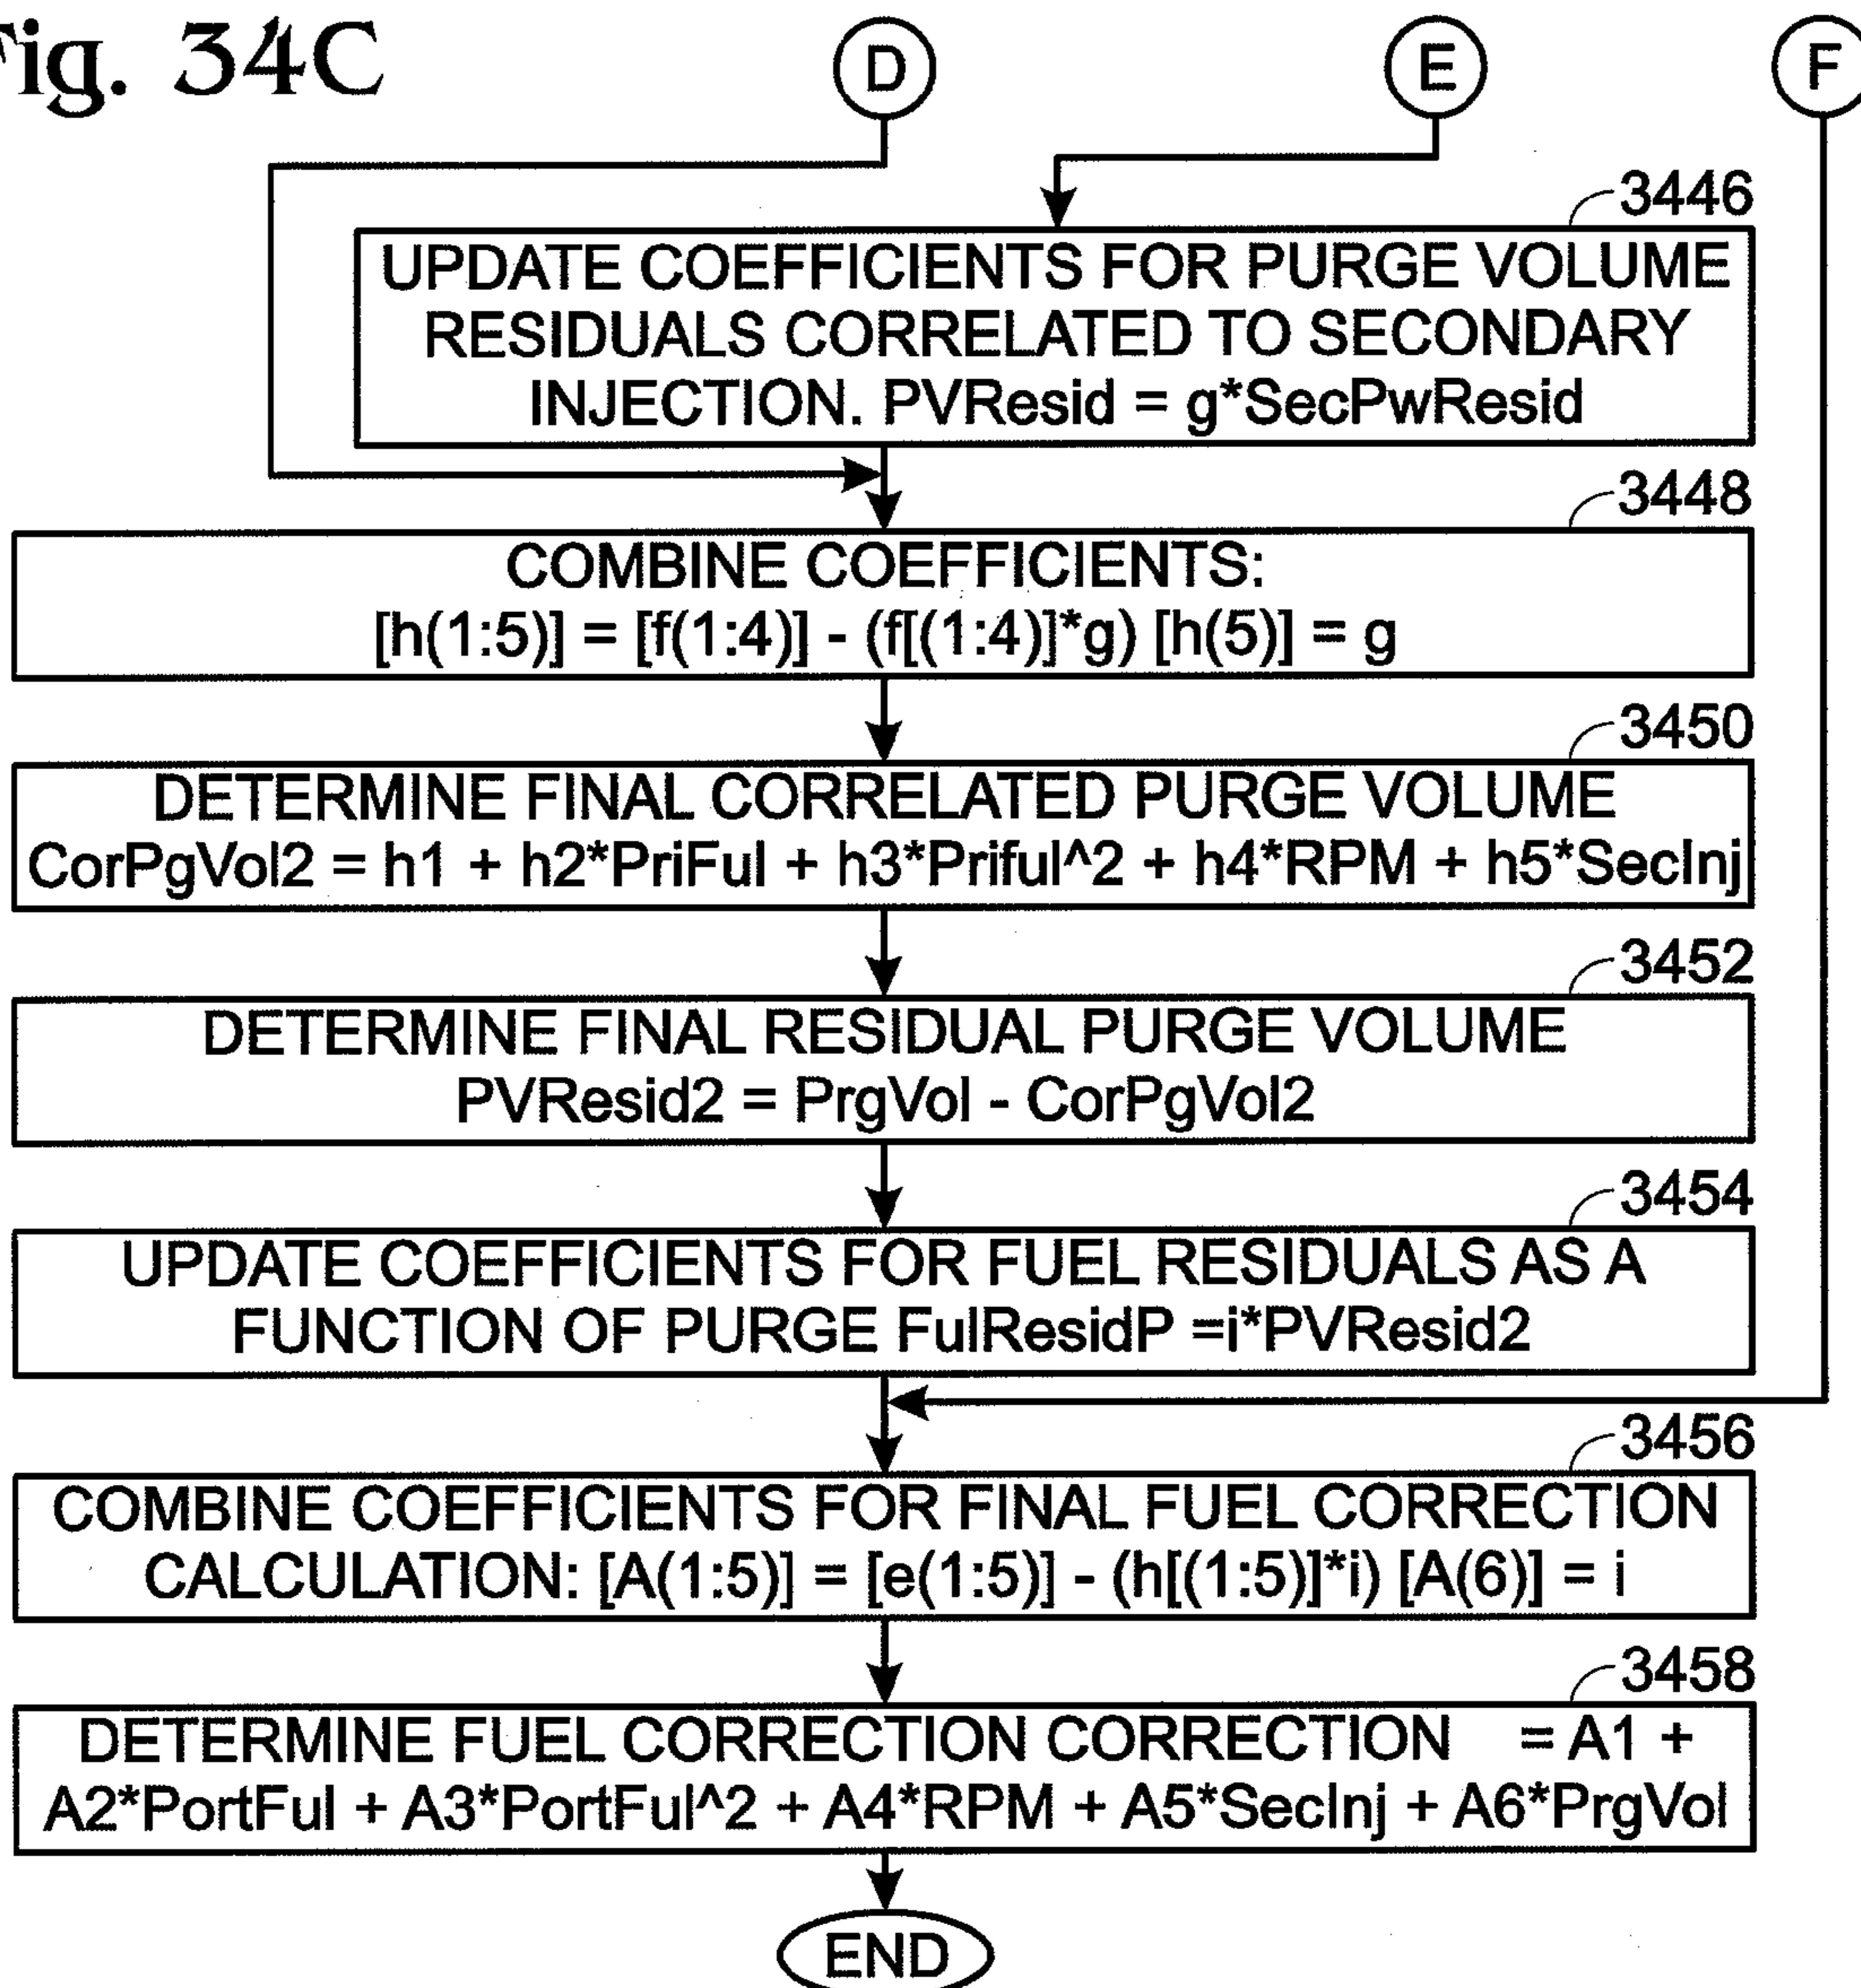 Fig. 34C
D
E
F
3446
UPDATE COEFFICIENTS FOR PURGE VOLUME
RESIDUALS CORRELATED TO SECONDARY
INJECTION. PVResid = g*SecPwResid
3448
COMBINE COEFFICIENTS:
[h(1:5)] = [f(1:4)] - (f[(1:4)]*g) [h(5)] = g
3450
DETERMINE FINAL CORRELATED PURGE VOLUME
CorPgVol2 = h1 + h2*PriFul + h3*Priful^2 + h4*RPM + h5*SecInj
3452
DETERMINE FINAL RESIDUAL PURGE VOLUME
PVResid2 = PrgVol - CorPgVol2
3454
UPDATE COEFFICIENTS FOR FUEL RESIDUALS AS A
FUNCTION OF PURGE FulResidP =i*PVResid2
3456
COMBINE COEFFICIENTS FOR FINAL FUEL CORRECTION
CALCULATION: [A(1:5)] = [e(1:5)] - (h[(1:5)]*i) [A(6)] = i
3458
DETERMINE FUEL CORRECTION CORRECTION = A1 +
A2*PortFul + A3*PortFul^2 + A4*RPM + A5*SecInj + A6*PrgVol
END